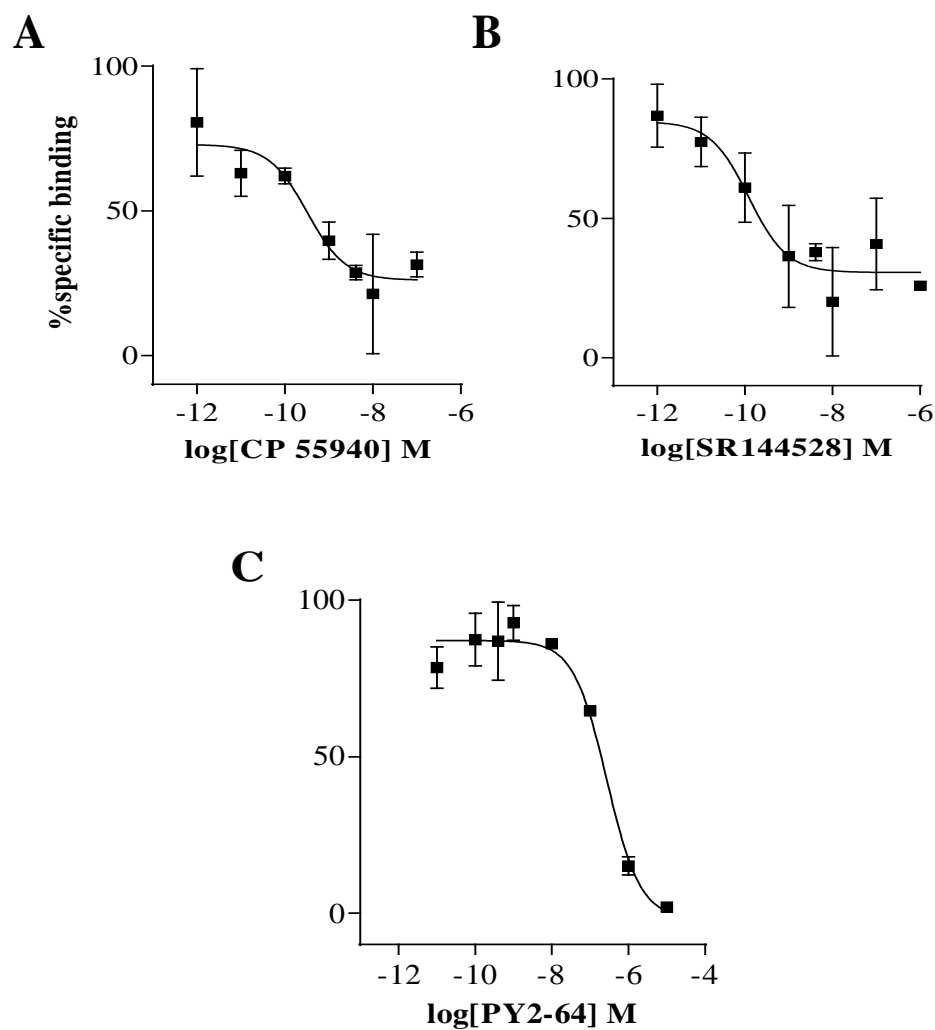 A
B
100
50
0
%specific binding
-12 -10 -8 -6
log[CP 55940] M
100
50
0
-12 -10 -8 -6
log[SR144528] M
C
100
50
0
-12 -10 -8 -6 -4
log[PY2-64] M